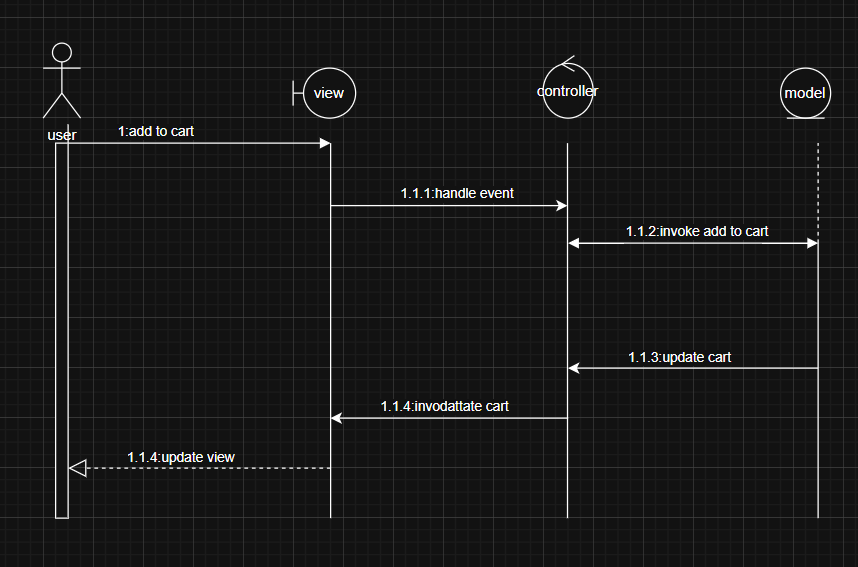 view
controller
model
user
1:add to cart
1.1.1:handle event
1.1.2:invoke add to cart
1.1.3:update cart
1.1.4:invodattate cart
1.1.4:update view